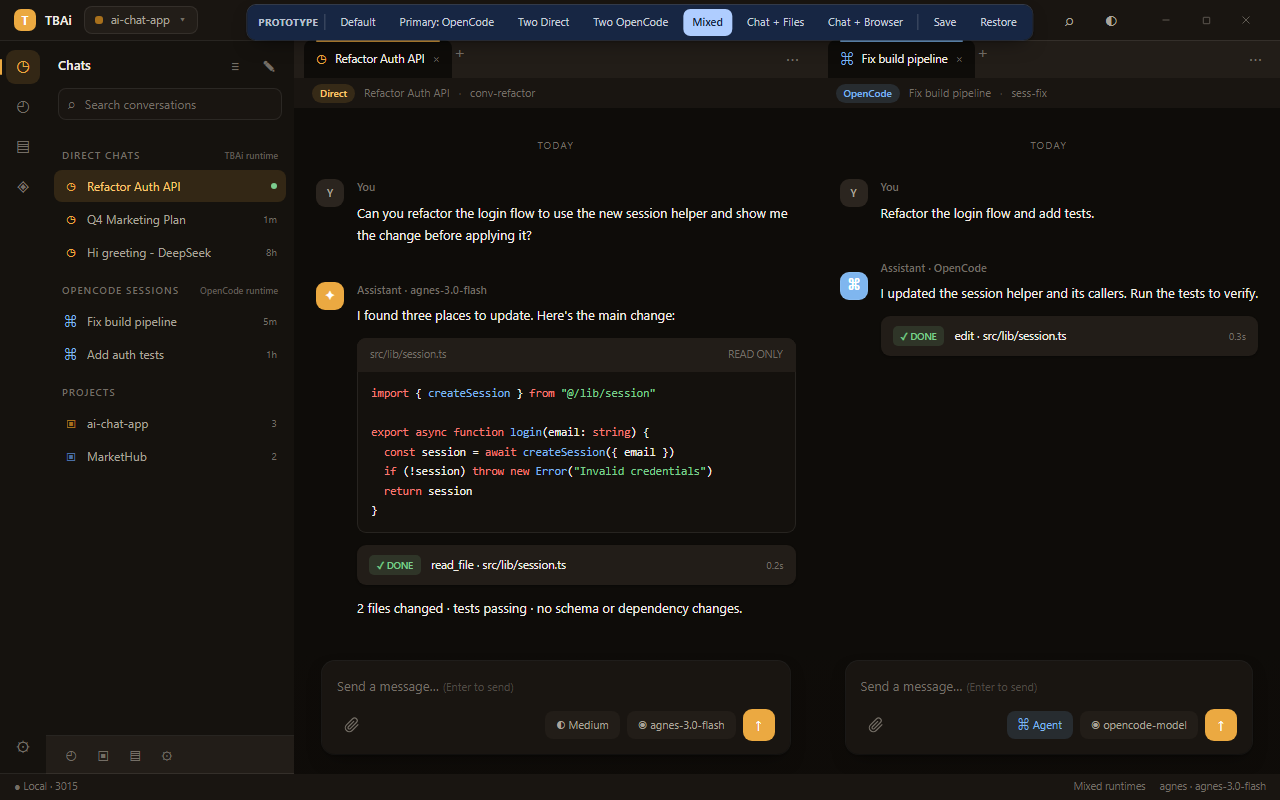 T TBAi ai-chat-app
PROTOTYPE Default Primary: OpenCode Two Direct Two OpenCode Mixed Chat + Files Chat + Browser Save Restore
Chats
Search conversations
DIRECT CHATS TBAi runtime
Refactor Auth API
Q4 Marketing Plan 1m
Hi greeting - DeepSeek 8h
OPENCODE SESSIONS OpenCode runtime
Fix build pipeline 5m
Add auth tests 1h
PROJECTS
ai-chat-app 3
MarketHub 2
Refactor Auth API × +
Direct Refactor Auth API · conv-refactor
TODAY
Y You
Can you refactor the login flow to use the new session helper and show me
the change before applying it?
Assistant · agnes-3.0-flash
I found three places to update. Here's the main change:
src/lib/session.ts READ ONLY
import { createSession } from "@/lib/session"
export async function login(email: string) {
const session = await createSession({ email })
if (!session) throw new Error("Invalid credentials")
return session
}
✓ DONE read_file · src/lib/session.ts 0.2s
2 files changed · tests passing · no schema or dependency changes.
Send a message... (Enter to send)
Medium agnes-3.0-flash ↑
Fix build pipeline × +
OpenCode Fix build pipeline · sess-fix
TODAY
Y You
Refactor the login flow and add tests.
Assistant · OpenCode
I updated the session helper and its callers. Run the tests to verify.
✓ DONE edit · src/lib/session.ts 0.3s
Send a message... (Enter to send)
Agent opencode-model ↑
Local · 3015
Mixed runtimes agnes · agnes-3.0-flash